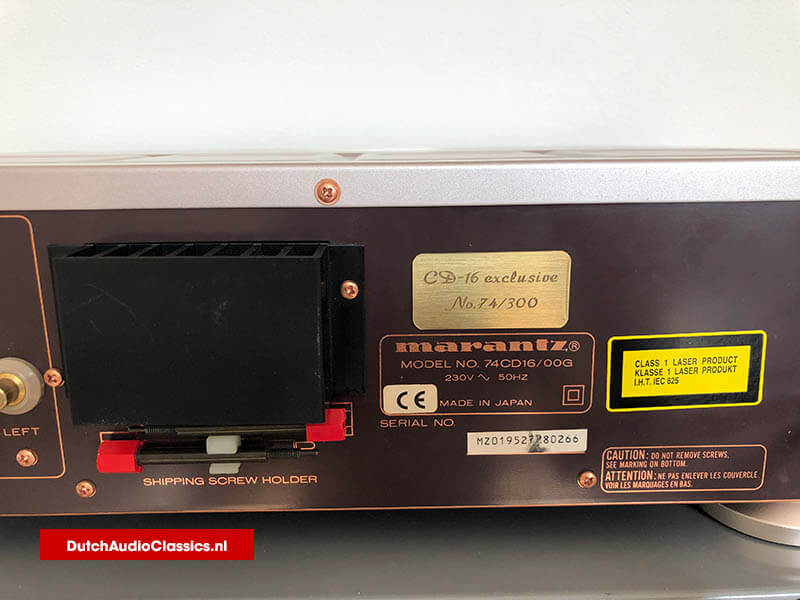 CD-16 exclusive
No. 74/300
marantz®
MODEL NO. 74CD16/00G
230V ~ 50HZ
CE
MADE IN JAPAN
SERIAL NO.
CLASS 1 LASER PRODUCT
KLASSE 1 LASER PRODUKT
I.H.T. IEC 825
LEFT
SHIPPING SCREW HOLDER
CAUTION: DO NOT REMOVE SCREWS.
SEE MARKING ON BOTTOM.
ATTENTION: NE PAS ENLEVER LES COUVERCLE.
VOIR LES MARQUAGES EN BAS.
DutchAudioClassics.nl